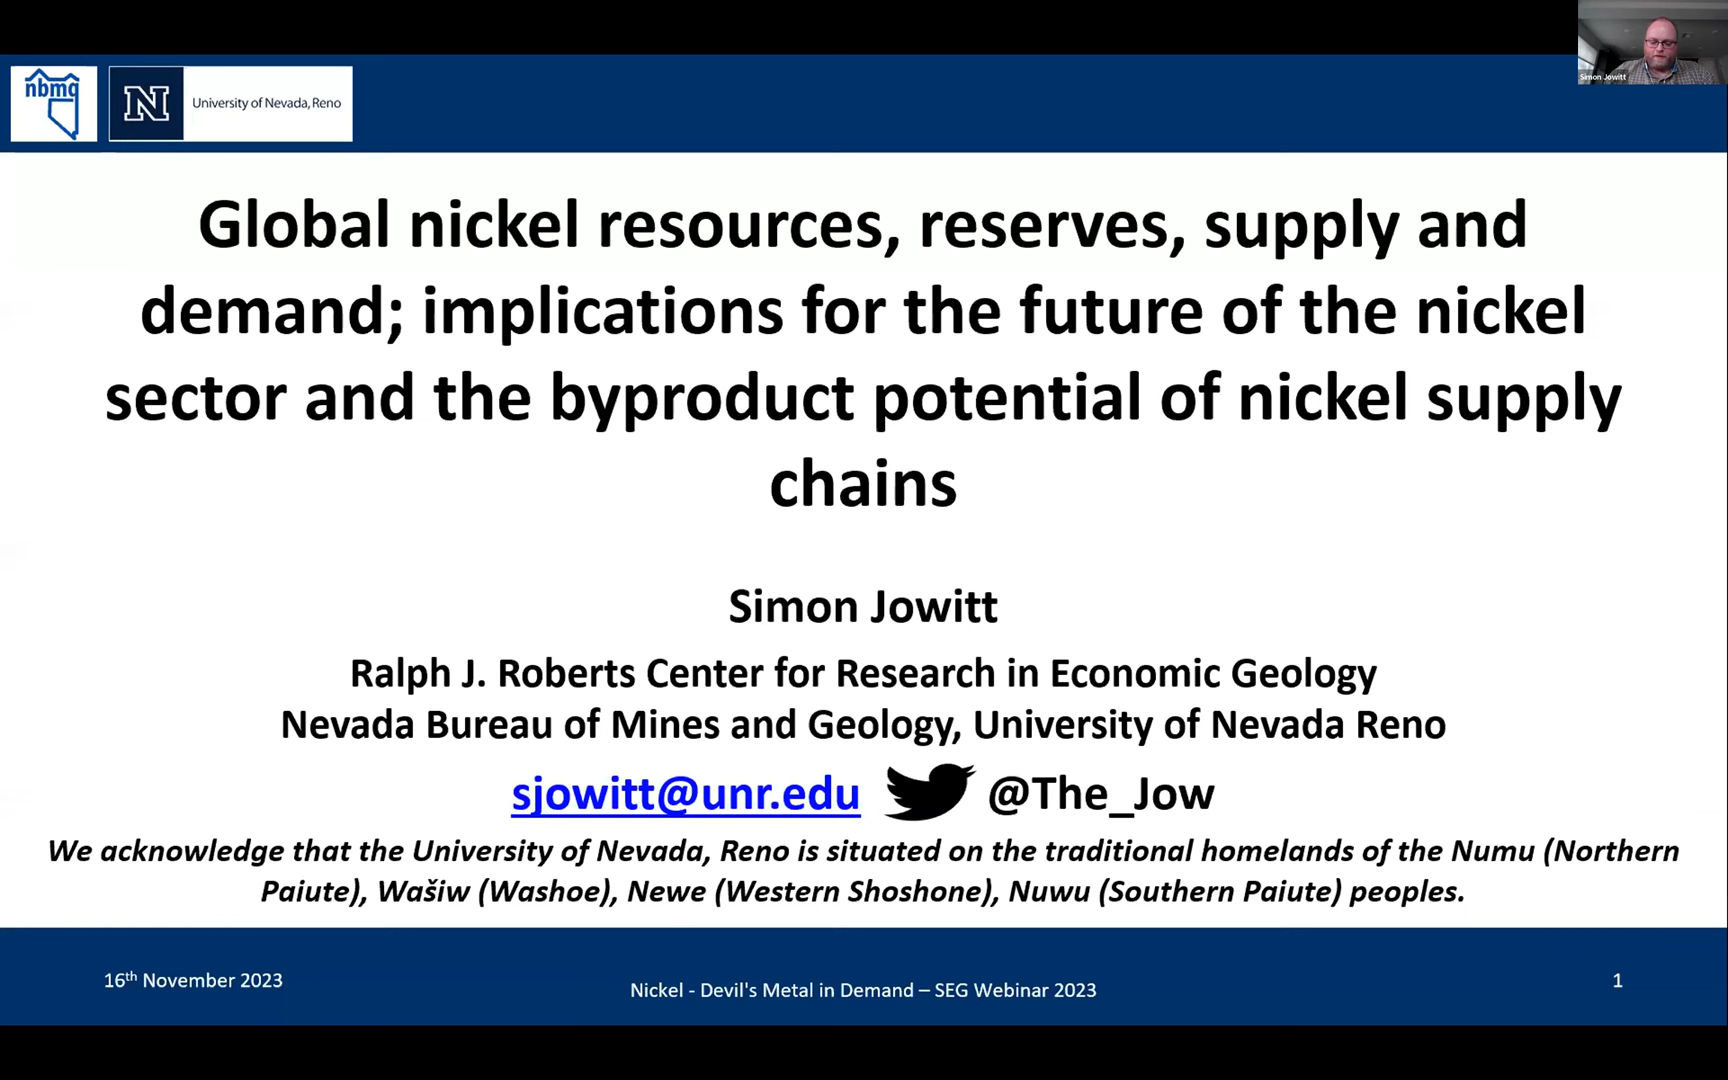 Simon Jowitt
nbmg
N
University of Nevada, Reno
Global nickel resources, reserves, supply and
demand; implications for the future of the nickel
sector and the byproduct potential of nickel supply
chains
Simon Jowitt
Ralph J. Roberts Center for Research in Economic Geology
Nevada Bureau of Mines and Geology, University of Nevada Reno
sjowitt@unr.edu @The_Jow
We acknowledge that the University of Nevada, Reno is situated on the traditional homelands of the Numu (Northern
Paiute), Wašiw (Washoe), Newe (Western Shoshone), Nuwu (Southern Paiute) peoples.
16th November 2023
Nickel - Devil's Metal in Demand – SEG Webinar 2023
1